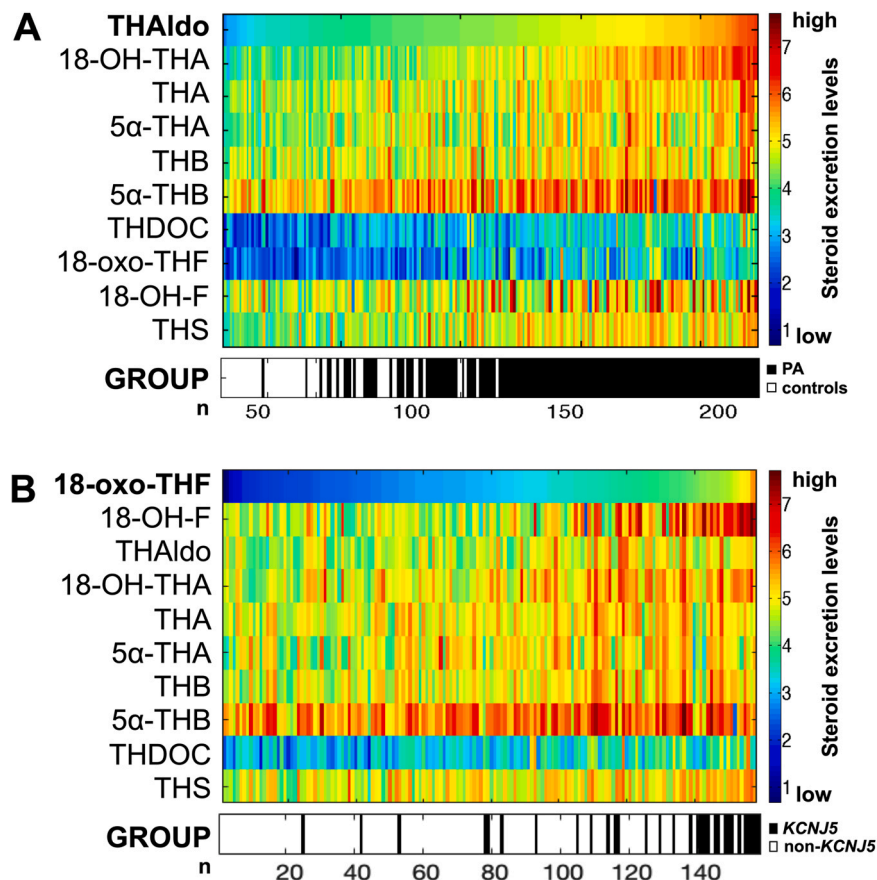 A
THAldo
18-OH-THA
THA
5α-THA
THB
5α-THB
THDOC
18-oxo-THF
18-OH-F
THS
high
7
6
5
4
3
2
1 low
Steroid excretion levels
GROUP
PA
controls
n 50 100 150 200
B
18-oxo-THF
18-OH-F
THAldo
18-OH-THA
THA
5α-THA
THB
5α-THB
THDOC
THS
high
7
6
5
4
3
2
1 low
Steroid excretion levels
GROUP
KCNJ5
non-KCNJ5
n 20 40 60 80 100 120 140